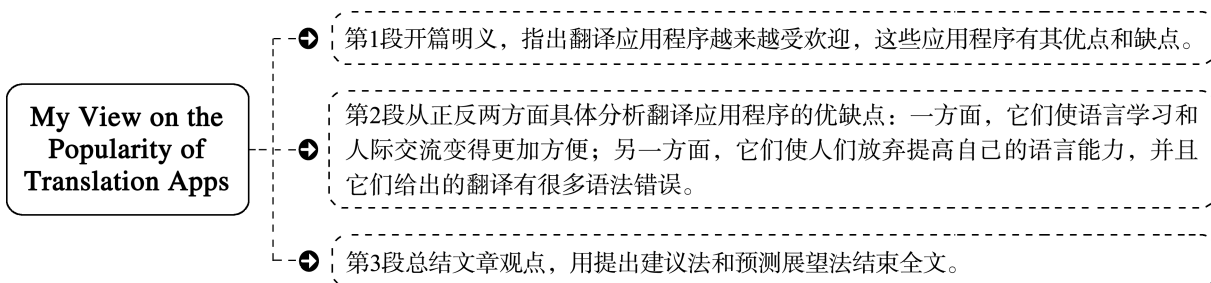 My View on the
Popularity of
Translation Apps
第1段开篇明义，指出翻译应用程序越来越受欢迎，这些应用程序有其优点和缺点。
第2段从正反两方面具体分析翻译应用程序的优缺点：一方面，它们使语言学习和
人际交流变得更加方便；另一方面，它们使人们放弃提高自己的语言能力，并且
它们给出的翻译有很多语法错误。
第3段总结文章观点，用提出建议法和预测展望法结束全文。